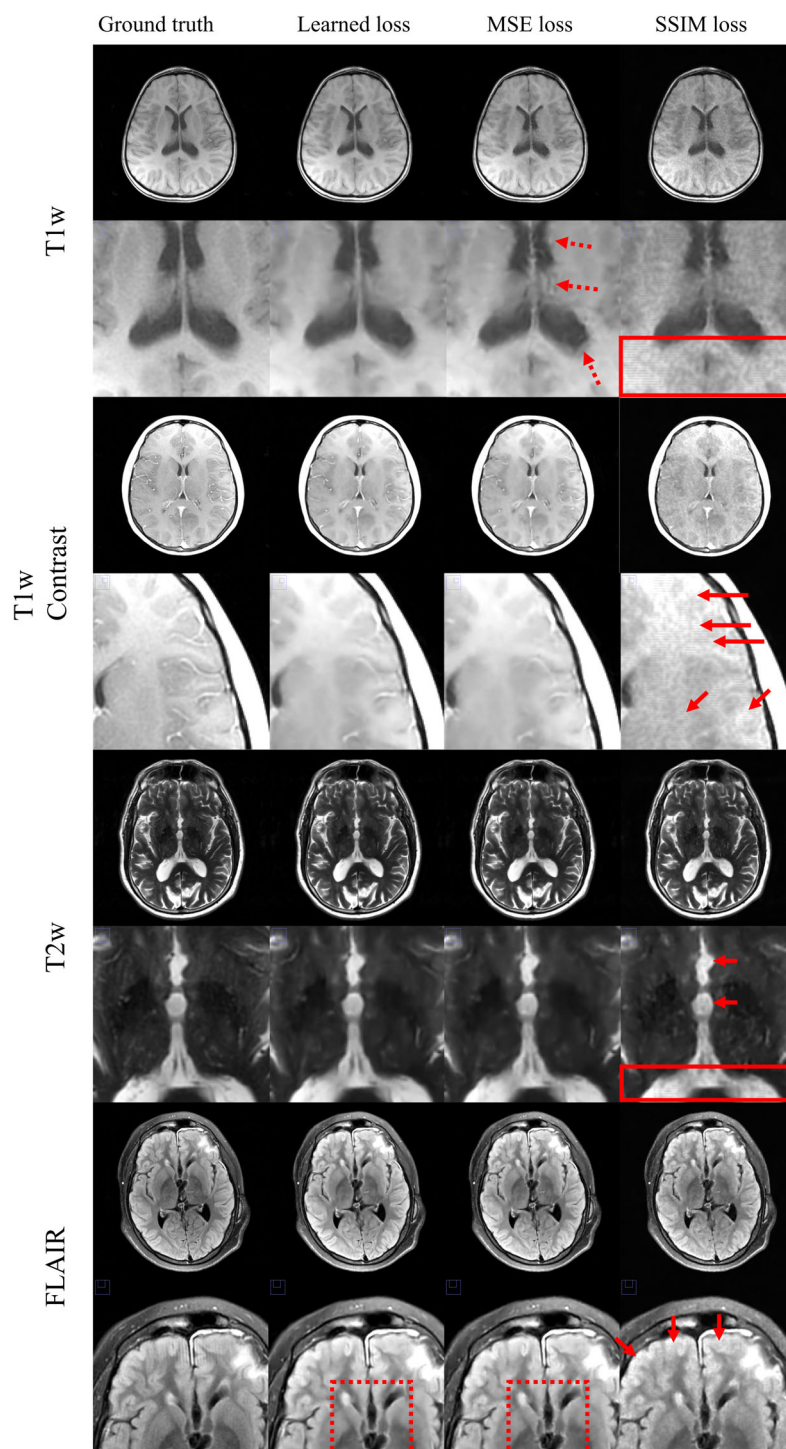 Ground truth
Learned loss
MSE loss
SSIM loss
T1w
T1w
Contrast
T2w
FLAIR